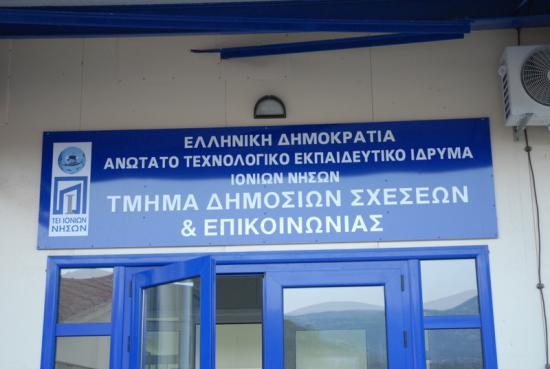 ΕΛΛΗΝΙΚΗ ΔΗΜΟΚΡΑΤΙΑ
ΑΝΩΤΑΤΟ ΤΕΧΝΟΛΟΓΙΚΟ ΕΚΠΑΙΔΕΥΤΙΚΟ ΙΔΡΥΜΑ
ΙΟΝΙΩΝ ΝΗΣΩΝ
ΤΜΗΜΑ ΔΗΜΟΣΙΩΝ ΣΧΕΣΕΩΝ
& ΕΠΙΚΟΙΝΩΝΙΑΣ
ΤΕΙ ΙΟΝΙΩΝ
ΝΗΣΩΝ